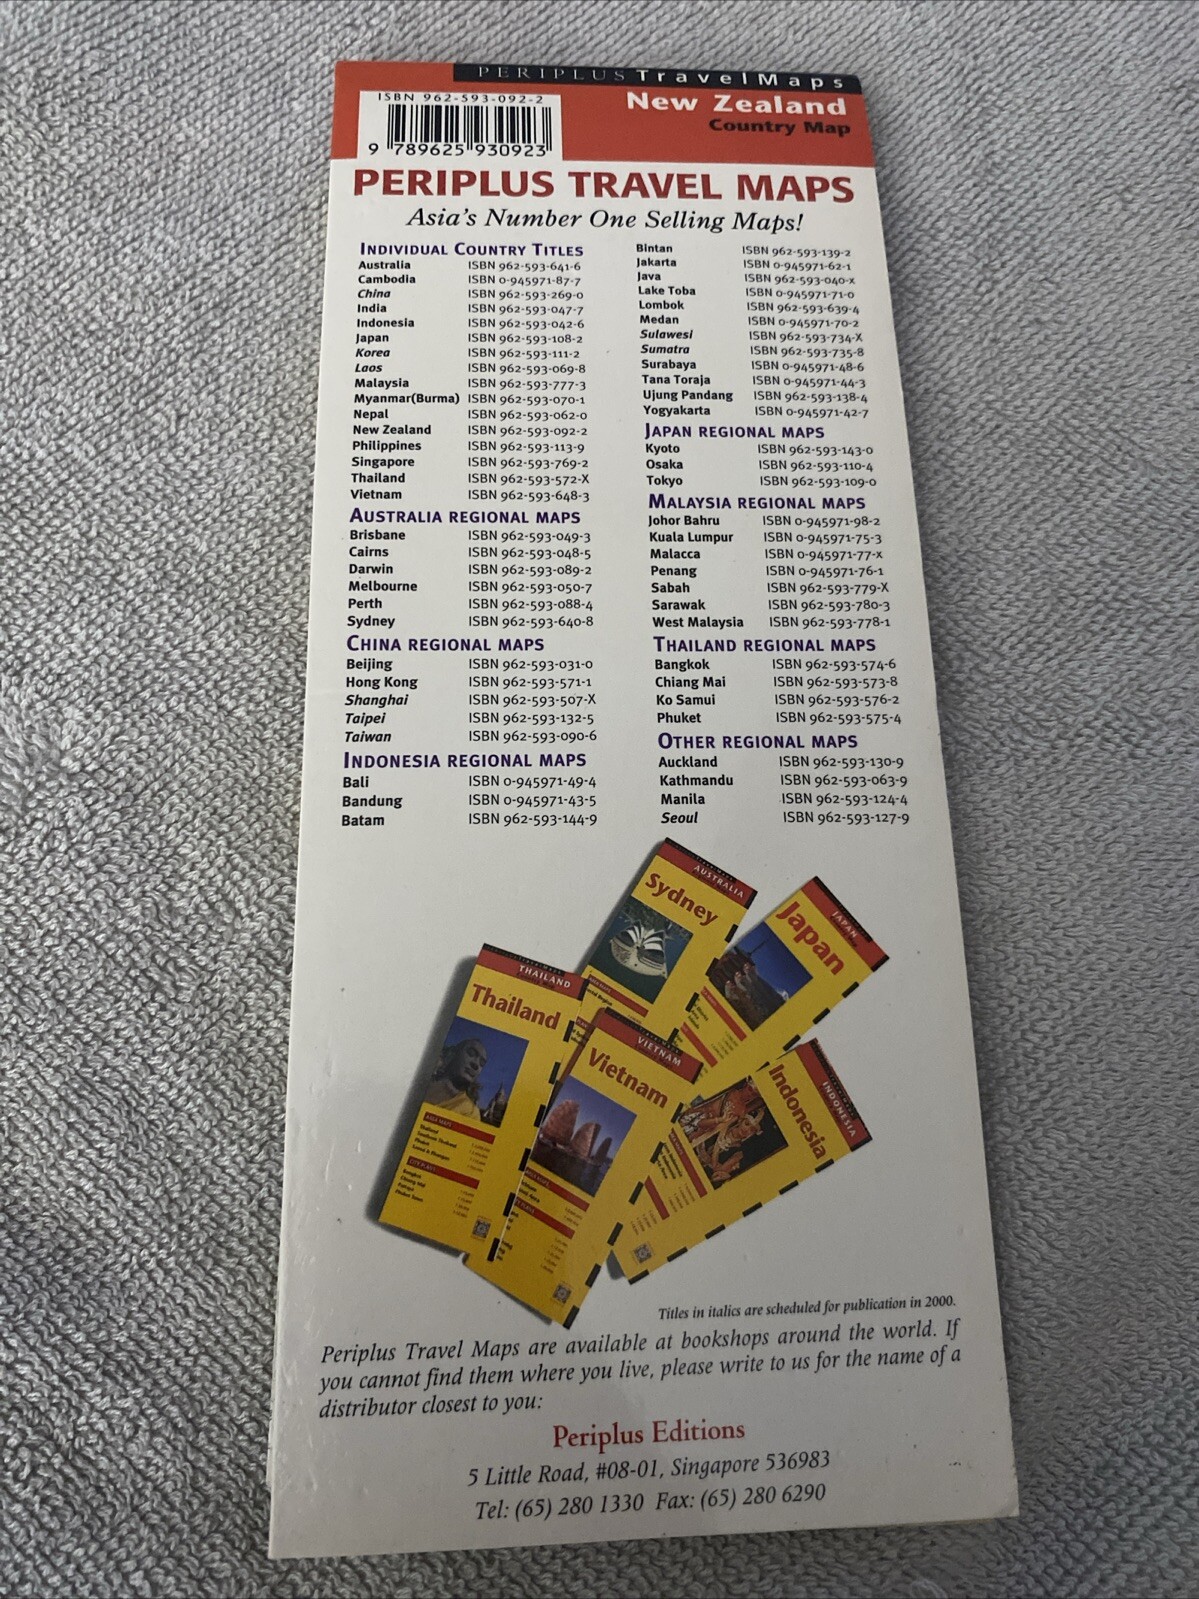 PERIPLUS TravelMaps
ISBN 962-593-092-2
9 789625 930923
New Zealand
Country Map
PERIPLUS TRAVEL MAPS
Asia's Number One Selling Maps!
INDIVIDUAL COUNTRY TITLES
Australia ISBN 962-593-641-6
Cambodia ISBN 0-945971-87-7
China ISBN 962-593-269-0
India ISBN 962-593-047-7
Indonesia ISBN 962-593-042-6
Japan ISBN 962-593-108-2
Korea ISBN 962-593-111-2
Laos ISBN 962-593-069-8
Malaysia ISBN 962-593-777-3
Myanmar(Burma) ISBN 962-593-070-1
Nepal ISBN 962-593-062-0
New Zealand ISBN 962-593-092-2
Philippines ISBN 962-593-113-9
Singapore ISBN 962-593-769-2
Thailand ISBN 962-593-572-X
Vietnam ISBN 962-593-648-3
AUSTRALIA REGIONAL MAPS
Brisbane ISBN 962-593-049-3
Cairns ISBN 962-593-048-5
Darwin ISBN 962-593-089-2
Melbourne ISBN 962-593-050-7
Perth ISBN 962-593-088-4
Sydney ISBN 962-593-640-8
CHINA REGIONAL MAPS
Beijing ISBN 962-593-031-0
Hong Kong ISBN 962-593-571-1
Shanghai ISBN 962-593-507-X
Taipei ISBN 962-593-132-5
Taiwan ISBN 962-593-090-6
INDONESIA REGIONAL MAPS
Bali ISBN 0-945971-49-4
Bandung ISBN 0-945971-43-5
Batam ISBN 962-593-144-9
Bintan ISBN 962-593-139-2
Jakarta ISBN 0-945971-62-1
Java ISBN 962-593-040-x
Lake Toba ISBN 0-945971-71-0
Lombok ISBN 962-593-639-4
Medan ISBN 0-945971-70-2
Sulawesi ISBN 962-593-734-X
Sumatra ISBN 962-593-735-8
Surabaya ISBN 0-945971-48-6
Tana Toraja ISBN 0-945971-44-3
Ujung Pandang ISBN 962-593-138-4
Yogyakarta ISBN 0-945971-42-7
JAPAN REGIONAL MAPS
Kyoto ISBN 962-593-143-0
Osaka ISBN 962-593-110-4
Tokyo ISBN 962-593-109-0
MALAYSIA REGIONAL MAPS
Johor Bahru ISBN 0-945971-98-2
Kuala Lumpur ISBN 0-945971-75-3
Malacca ISBN 0-945971-77-x
Penang ISBN 0-945971-76-1
Sabah ISBN 962-593-779-X
Sarawak ISBN 962-593-780-3
West Malaysia ISBN 962-593-778-1
THAILAND REGIONAL MAPS
Bangkok ISBN 962-593-574-6
Chiang Mai ISBN 962-593-573-8
Ko Samui ISBN 962-593-576-2
Phuket ISBN 962-593-575-4
OTHER REGIONAL MAPS
Auckland ISBN 962-593-130-9
Kathmandu ISBN 962-593-063-9
Manila ISBN 962-593-124-4
Seoul ISBN 962-593-127-9
AUSTRALIA
Sydney
JAPAN
Japan
THAILAND
Thailand
VIETNAM
Vietnam
INDONESIA
Indonesia
Titles in italics are scheduled for publication in 2000.
Periplus Travel Maps are available at bookshops around the world. If
you cannot find them where you live, please write to us for the name of a
distributor closest to you:
Periplus Editions
5 Little Road, #08-01, Singapore 536983
Tel: (65) 280 1330 Fax: (65) 280 6290